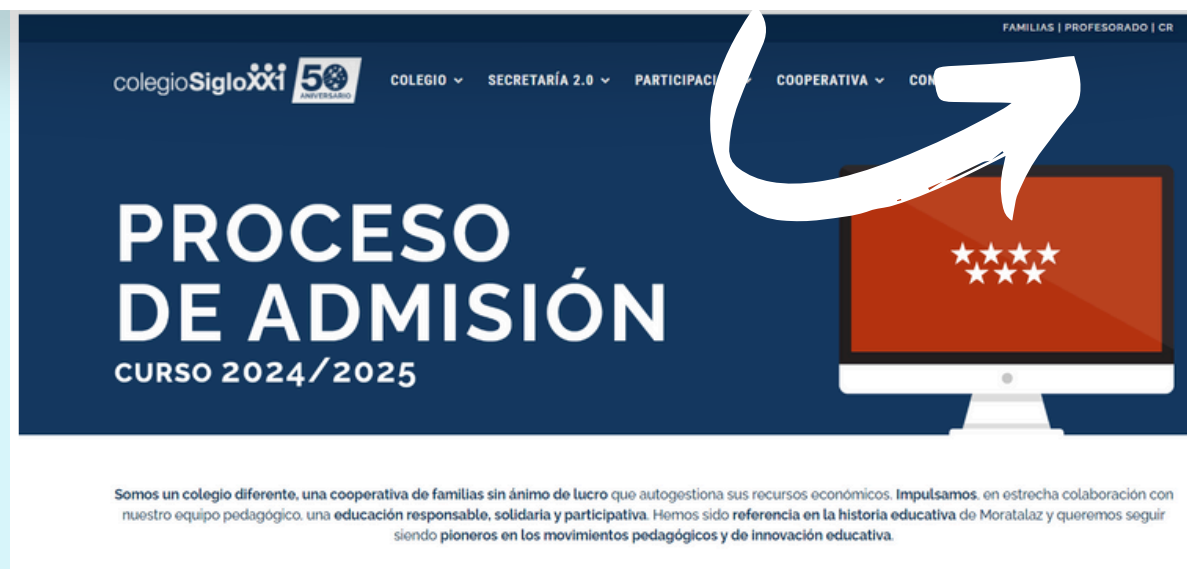 FAMILIAS | PROFESORADO | CR
colegioSigloXXI 50 ANIVERSARIO
COLEGIO SECRETARÍA 2.0 COOPERATIVA
PROCESO
DE ADMISIÓN
CURSO 2024/2025
Somos un colegio diferente, una cooperativa de familias sin ánimo de lucro que autogestiona sus recursos económicos. Impulsamos, en estrecha colaboración con
nuestro equipo pedagógico, una educación responsable, solidaria y participativa. Hemos sido referencia en la historia educativa de Moratalaz y queremos seguir
siendo pioneros en los movimientos pedagógicos y de innovación educativa.